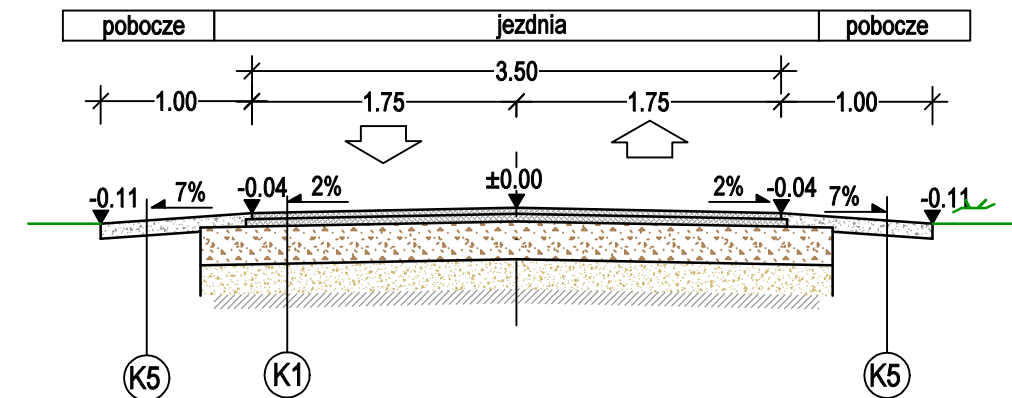 pobocze jezdnia pobocze
3.50
1.00 1.75 1.75 1.00
-0.11 7% -0.04 2% ±0.00 2% -0.04 7% -0.11
K5 K1 K5